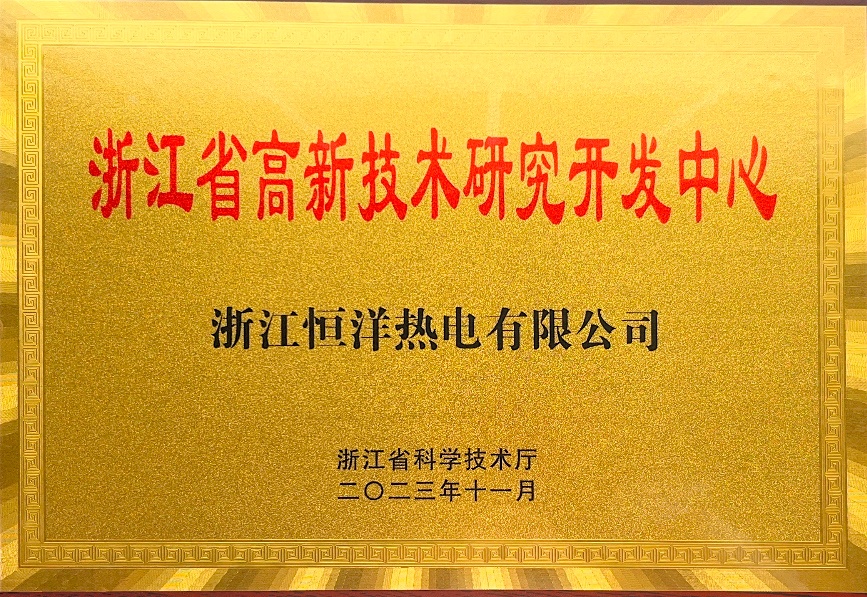 浙江省高新技术研究开发中心
浙江恒洋热电有限公司
浙江省科学技术厅
二〇二三年十一月